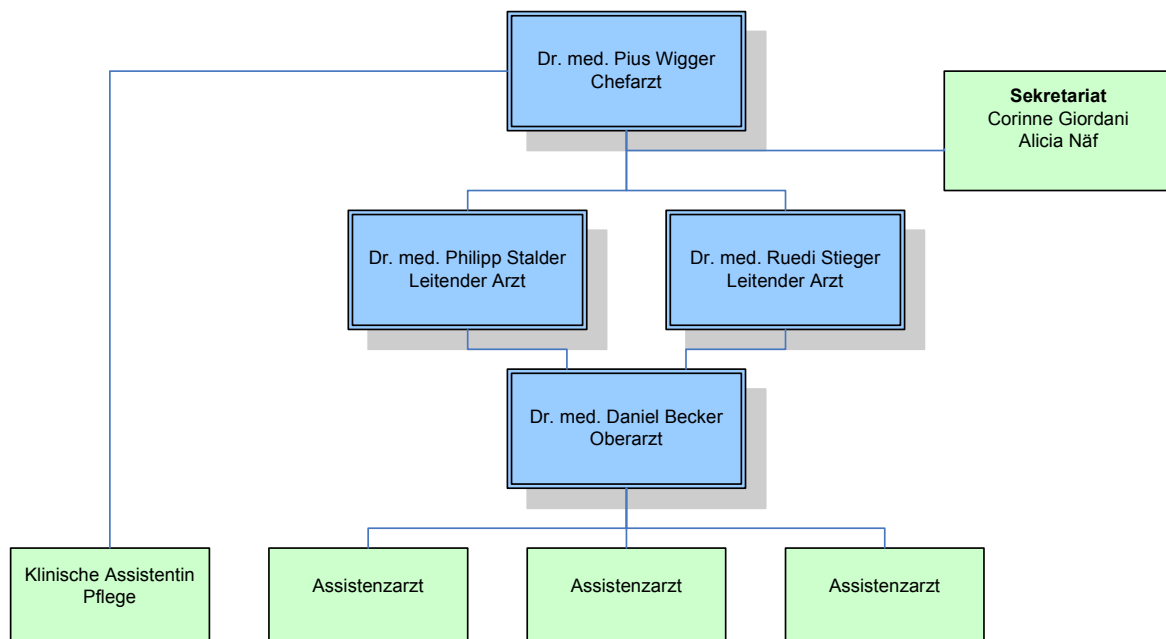 Dr. med. Pius Wigger
Chefarzt
Sekretariat
Corinne Giordani
Alicia Näf
Dr. med. Philipp Stalder
Leitender Arzt
Dr. med. Ruedi Stieger
Leitender Arzt
Dr. med. Daniel Becker
Oberarzt
Klinische Assistentin
Pflege
Assistenzarzt
Assistenzarzt
Assistenzarzt